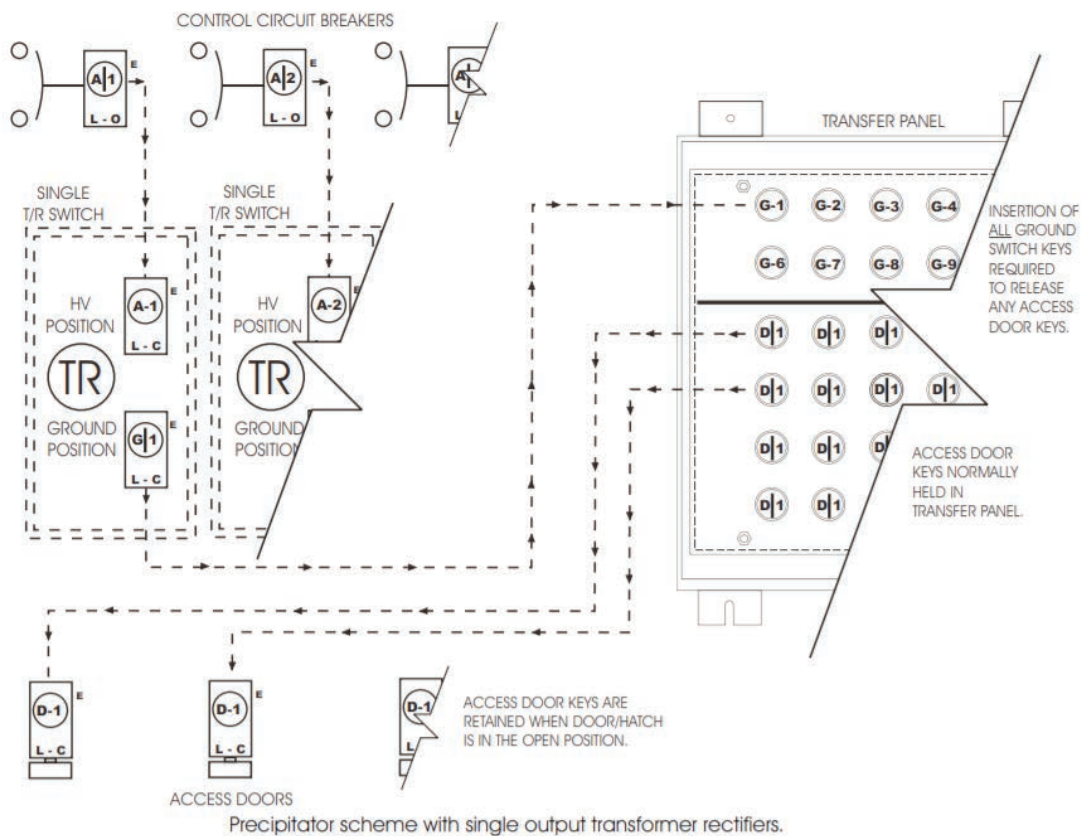 CONTROL CIRCUIT BREAKERS
A|1 E
L - O
A|2 E
L - O
A
L
TRANSFER PANEL
SINGLE
T/R SWITCH
SINGLE
T/R SWITCH
HV
POSITION
A-1 E
L - C
TR
GROUND
POSITION
G|1 E
L - C
HV
POSITION
A-2 E
TR
GROUND
POSITION
G-1 G-2 G-3 G-4
G-6 G-7 G-8 G-9
D|1 D|1 D|1
D|1 D|1 D|1 D|1
D|1 D|1 D
D|1 D|1
INSERTION OF
ALL GROUND
SWITCH KEYS
REQUIRED
TO RELEASE
ANY ACCESS
DOOR KEYS.
ACCESS DOOR
KEYS NORMALLY
HELD IN
TRANSFER PANEL.
D-1 E
L - C
D-1 E
L - C
D-1
L
ACCESS DOOR KEYS ARE
RETAINED WHEN DOOR/HATCH
IS IN THE OPEN POSITION.
ACCESS DOORS
Precipitator scheme with single output transformer rectifiers.